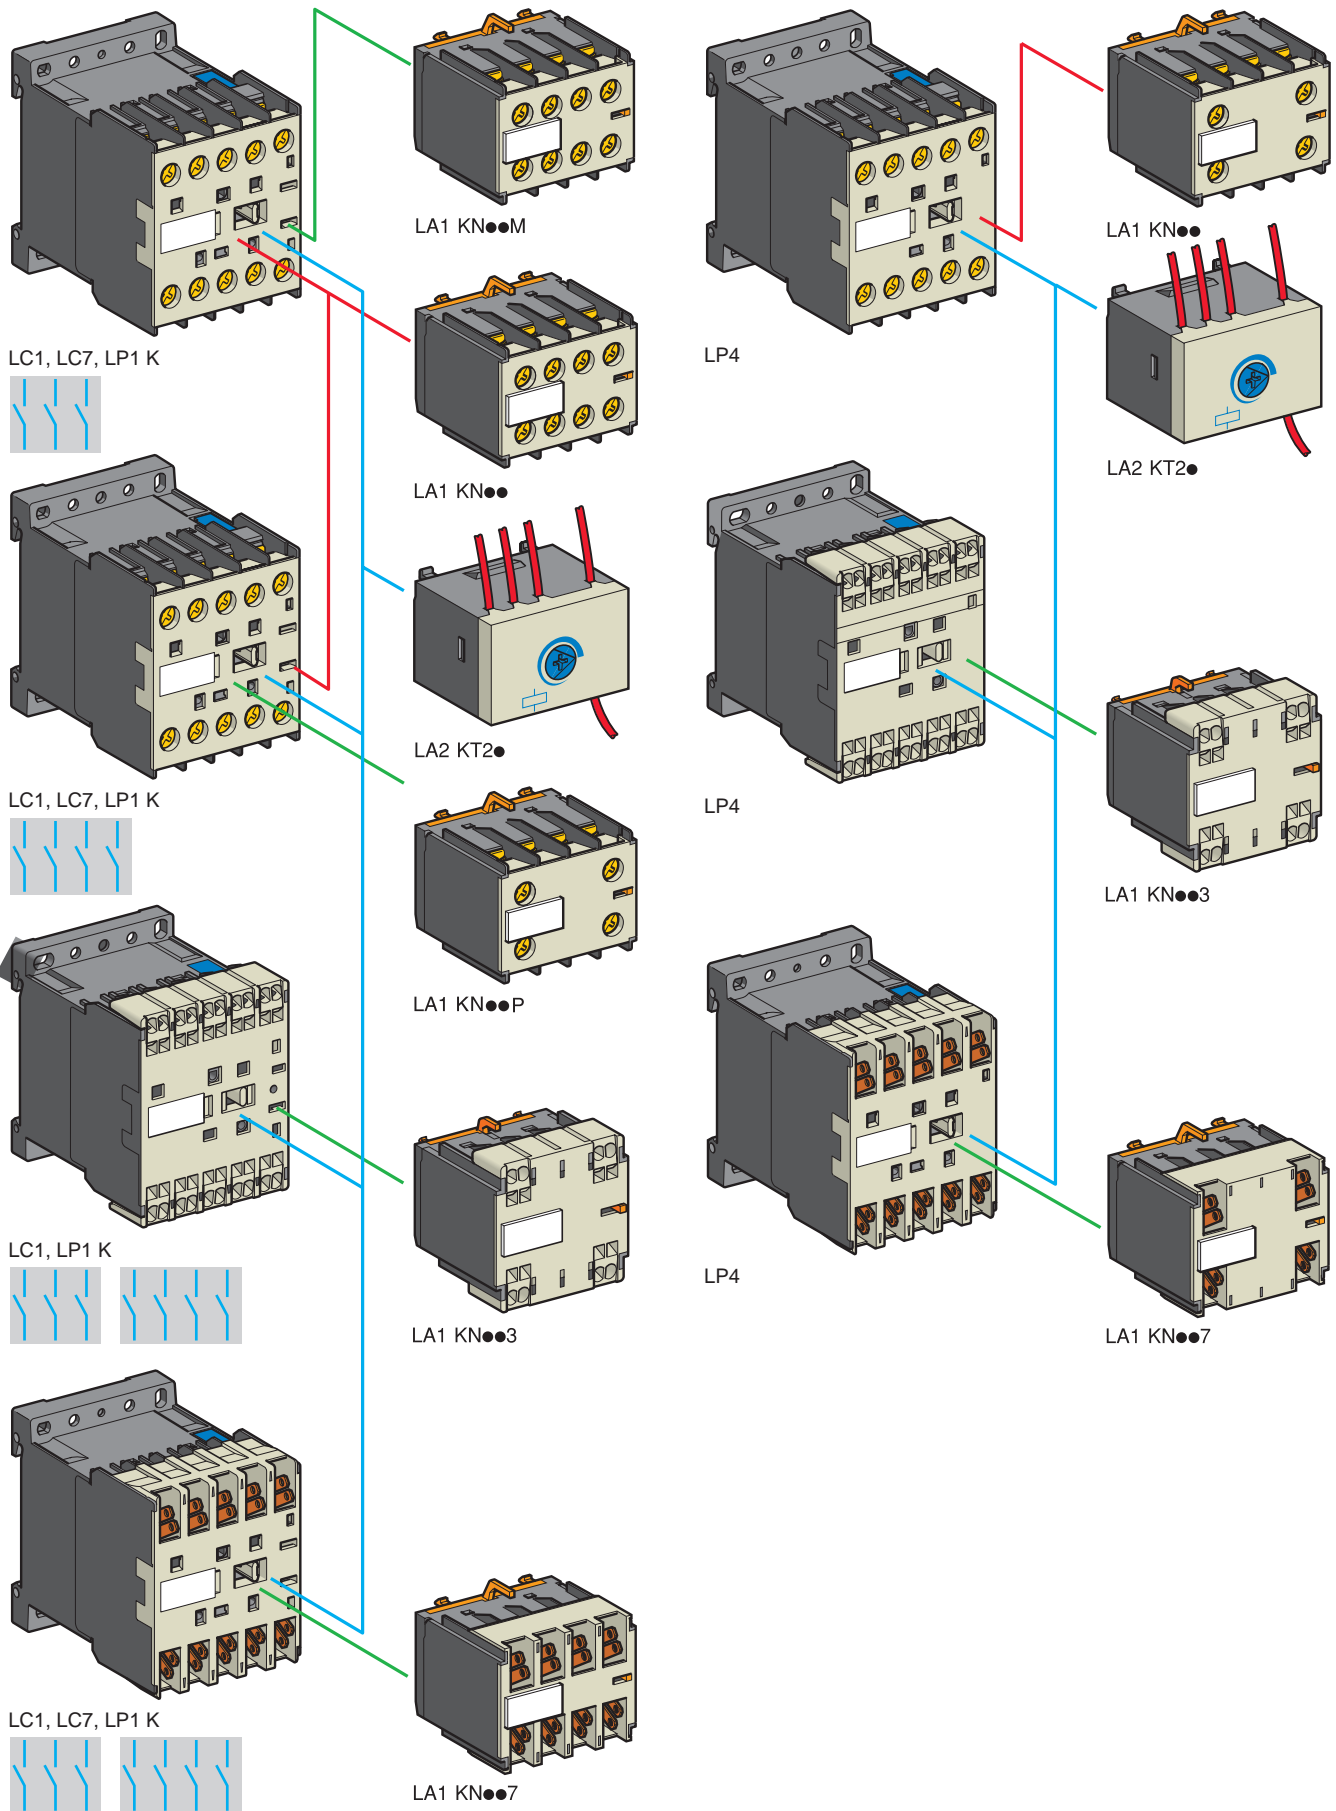 LA1 KN●●M
LC1, LC7, LP1 K
LA1 KN●●
LC1, LC7, LP1 K
LA2 KT2●
LA1 KN●●P
LC1, LP1 K
LA1 KN●●3
LC1, LC7, LP1 K
LA1 KN●●7
LA1 KN●●
LP4
LA2 KT2●
LP4
LA1 KN●●3
LP4
LA1 KN●●7